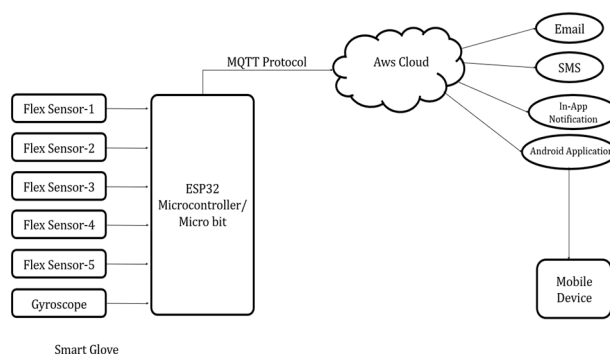 Email
MQTT Protocol
Aws Cloud
SMS
Flex Sensor-1
In-App
Notification
Flex Sensor-2
Android Application
Flex Sensor-3
ESP32
Microcontroller/
Micro bit
Flex Sensor-4
Flex Sensor-5
Mobile
Device
Gyroscope
Smart Glove